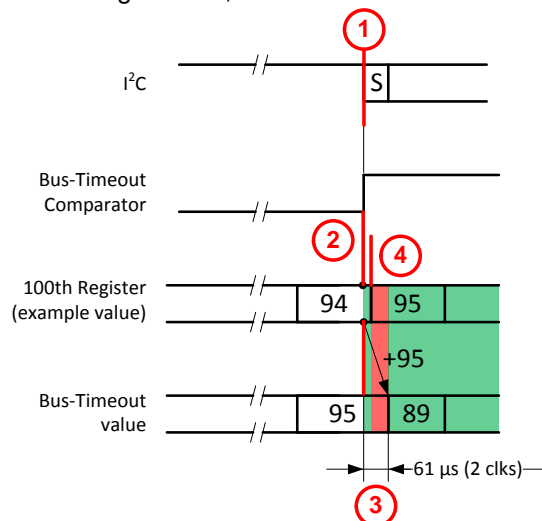 1
I²C
S
Bus-Timeout
Comparator
2
4
100th Register
(example value)
94
95
+95
Bus-Timeout
value
95
89
61 µs (2 clks)
3